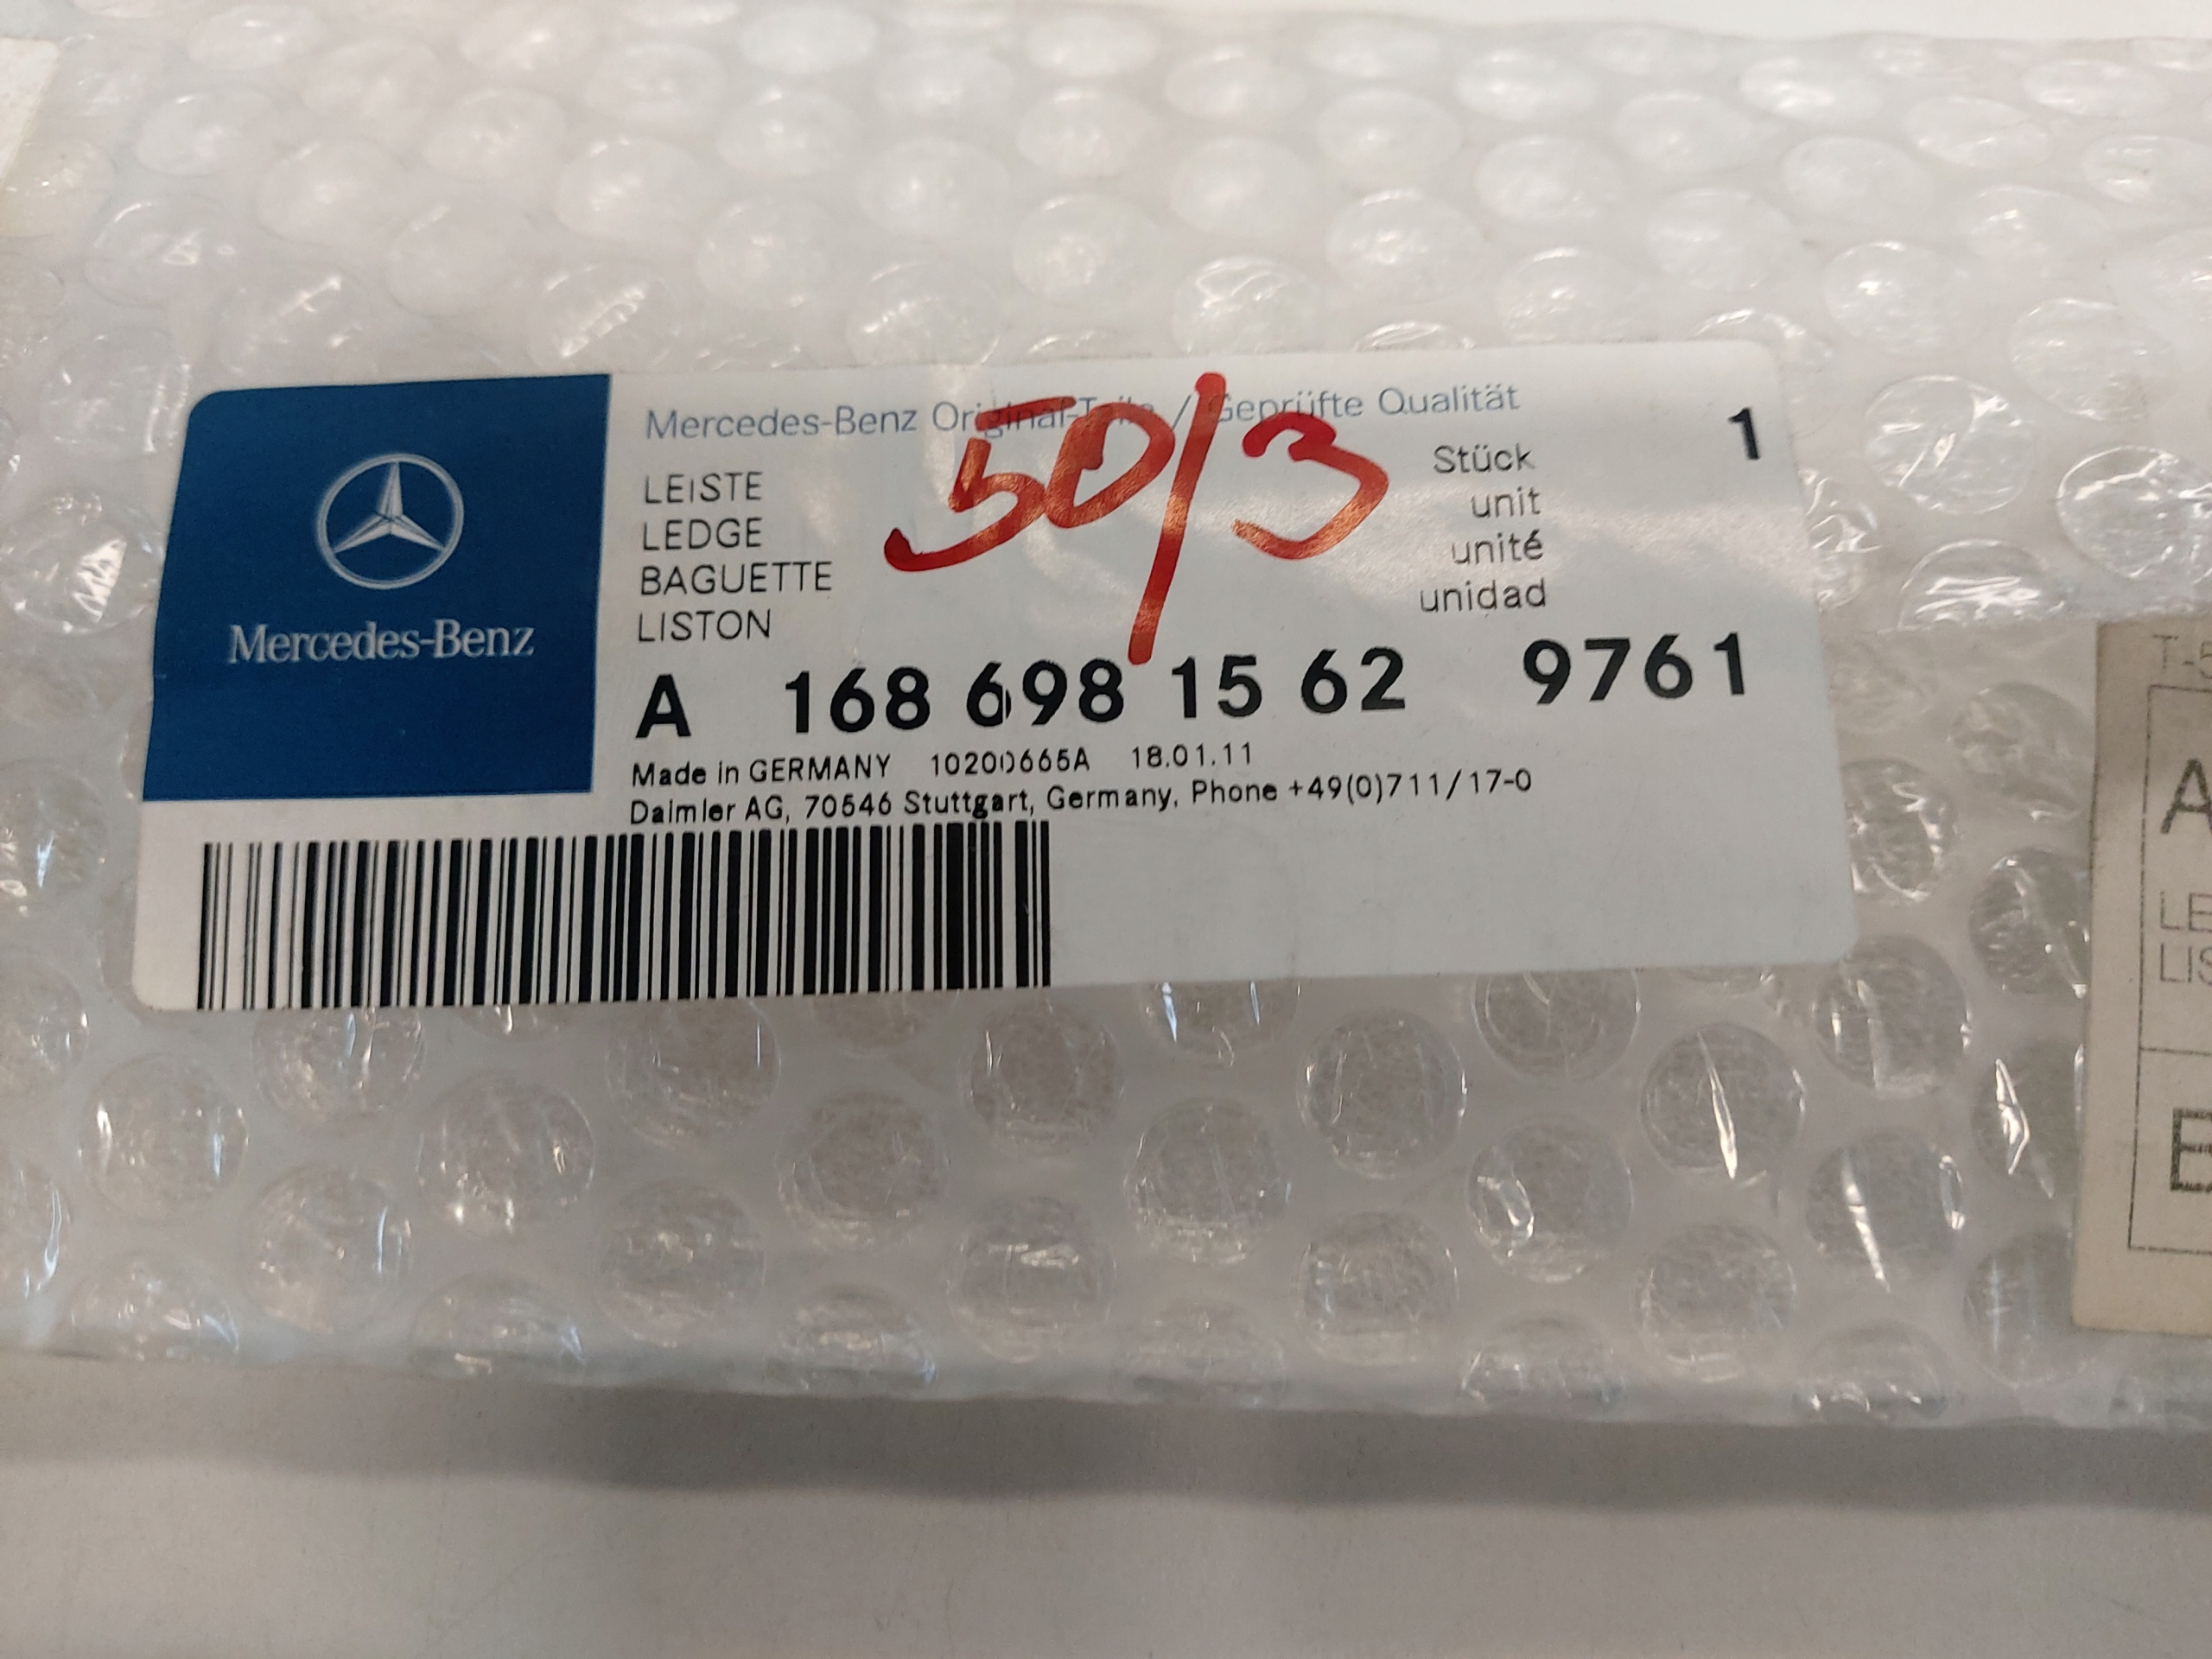 Mercedes-Benz Original-Teile / Geprüfte Qualität
1
50/3
LEISTE
LEDGE
BAGUETTE
LISTON
Stück
unit
unité
unidad
Mercedes-Benz
A 168 698 15 62 9761
Made in GERMANY 10200665A 18.01.11
Daimler AG, 70546 Stuttgart, Germany, Phone +49(0)711/17-0
A
LE
LIS